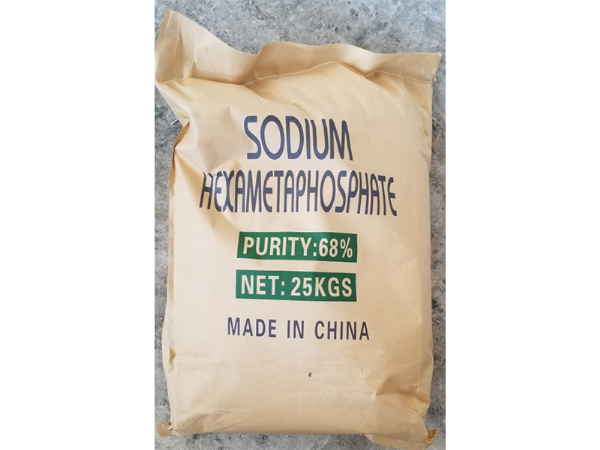 SODIUM
HEXAMETAPHOSPHATE
PURITY:68%
NET: 25KGS
MADE IN CHINA